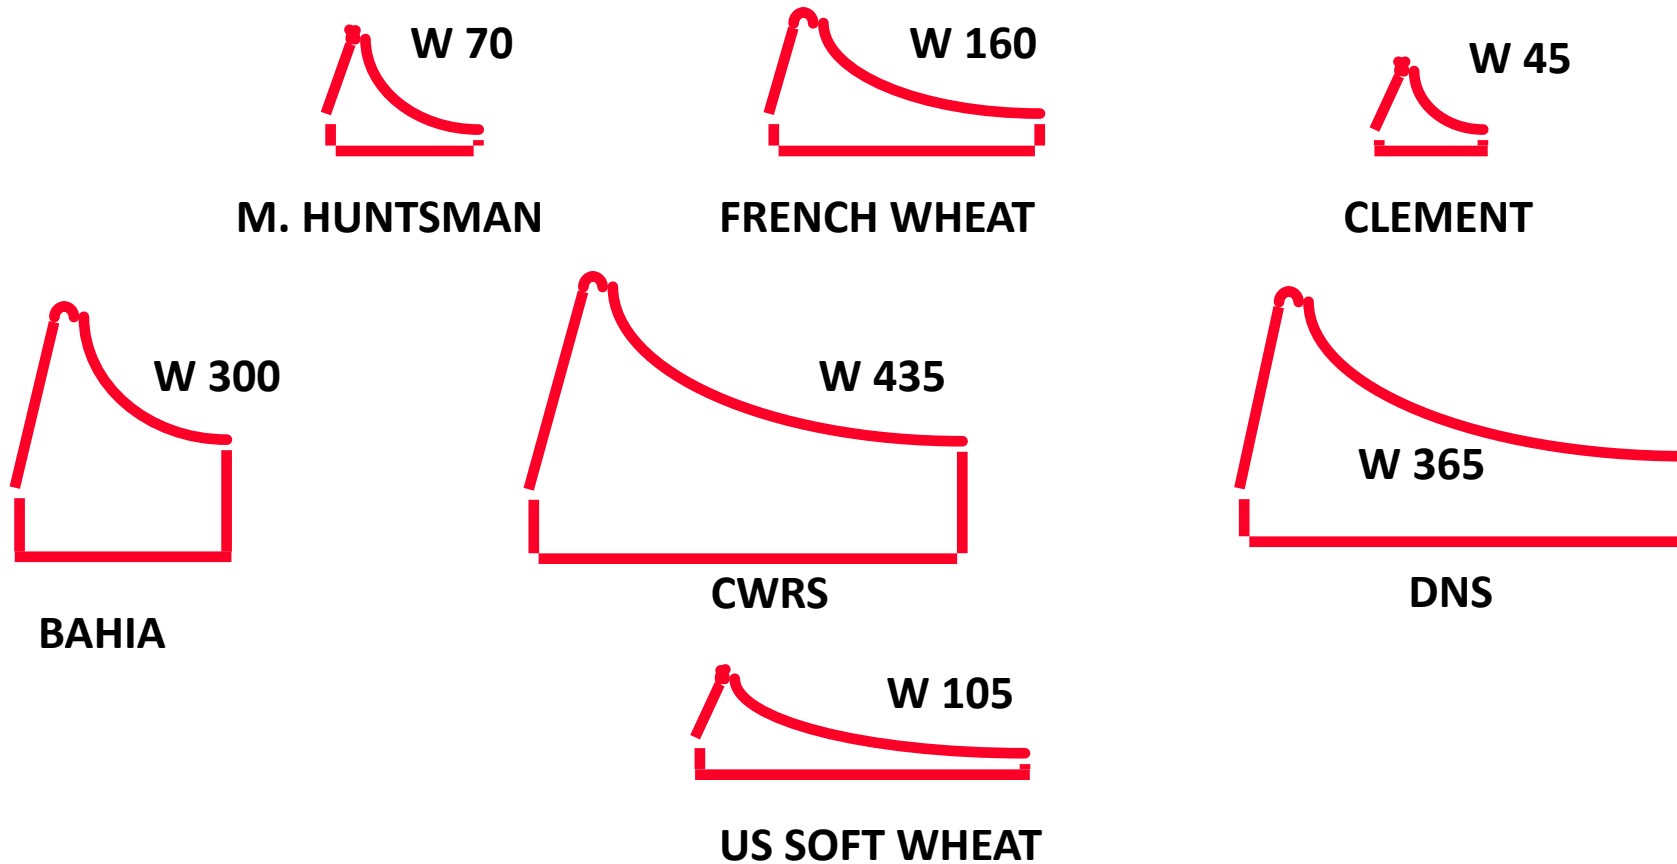 W 70
W 160
W 45
M. HUNTSMAN
FRENCH WHEAT
CLEMENT
W 300
W 435
W 365
CWRS
DNS
BAHIA
W 105
US SOFT WHEAT